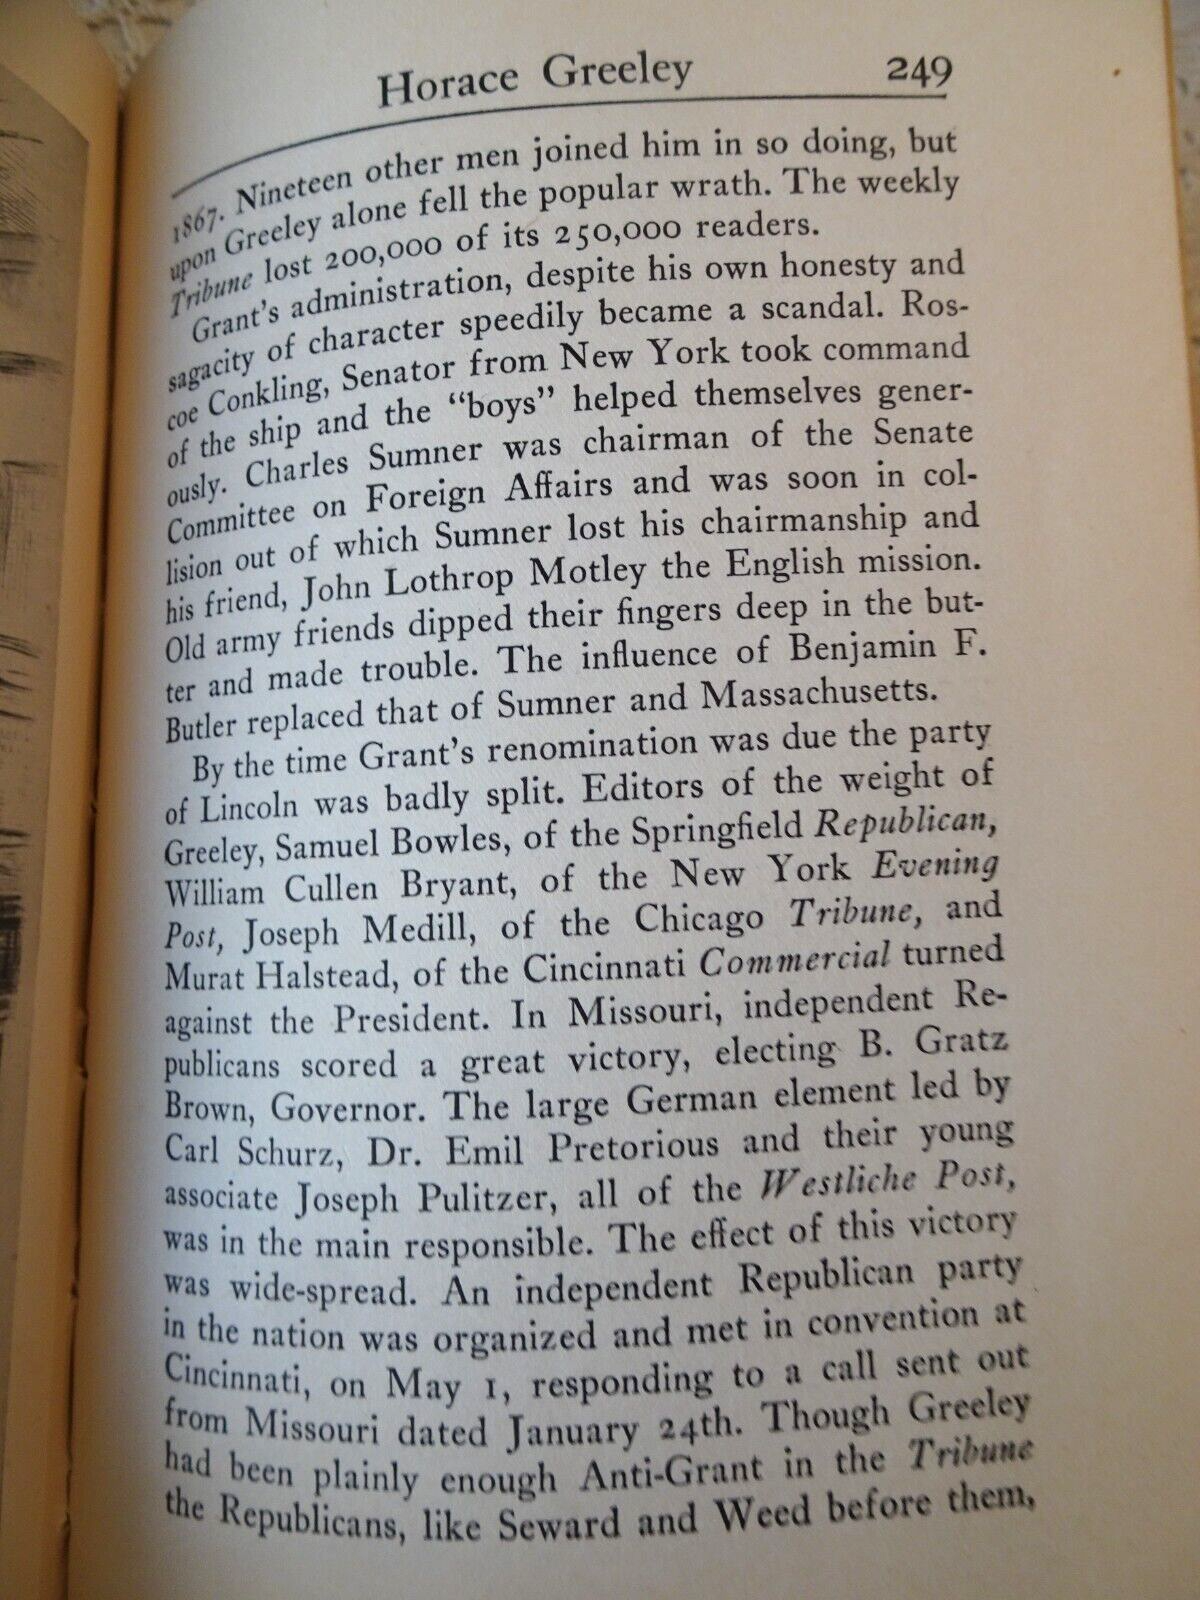 Horace Greeley 249
1867. Nineteen other men joined him in so doing, but
upon Greeley alone fell the popular wrath. The weekly
Tribune lost 200,000 of its 250,000 readers.
Grant's administration, despite his own honesty and
sagacity of character speedily became a scandal. Ros-
coe Conkling, Senator from New York took command
of the ship and the "boys" helped themselves gener-
ously. Charles Sumner was chairman of the Senate
Committee on Foreign Affairs and was soon in col-
lision out of which Sumner lost his chairmanship and
his friend, John Lothrop Motley the English mission.
Old army friends dipped their fingers deep in the but-
ter and made trouble. The influence of Benjamin F.
Butler replaced that of Sumner and Massachusetts.
By the time Grant's renomination was due the party
of Lincoln was badly split. Editors of the weight of
Greeley, Samuel Bowles, of the Springfield Republican,
William Cullen Bryant, of the New York Evening
Post, Joseph Medill, of the Chicago Tribune, and
Murat Halstead, of the Cincinnati Commercial turned
against the President. In Missouri, independent Re-
publicans scored a great victory, electing B. Gratz
Brown, Governor. The large German element led by
Carl Schurz, Dr. Emil Pretorious and their young
associate Joseph Pulitzer, all of the Westliche Post,
was in the main responsible. The effect of this victory
was wide-spread. An independent Republican party
in the nation was organized and met in convention at
Cincinnati, on May 1, responding to a call sent out
from Missouri dated January 24th. Though Greeley
had been plainly enough Anti-Grant in the Tribune
the Republicans, like Seward and Weed before them,